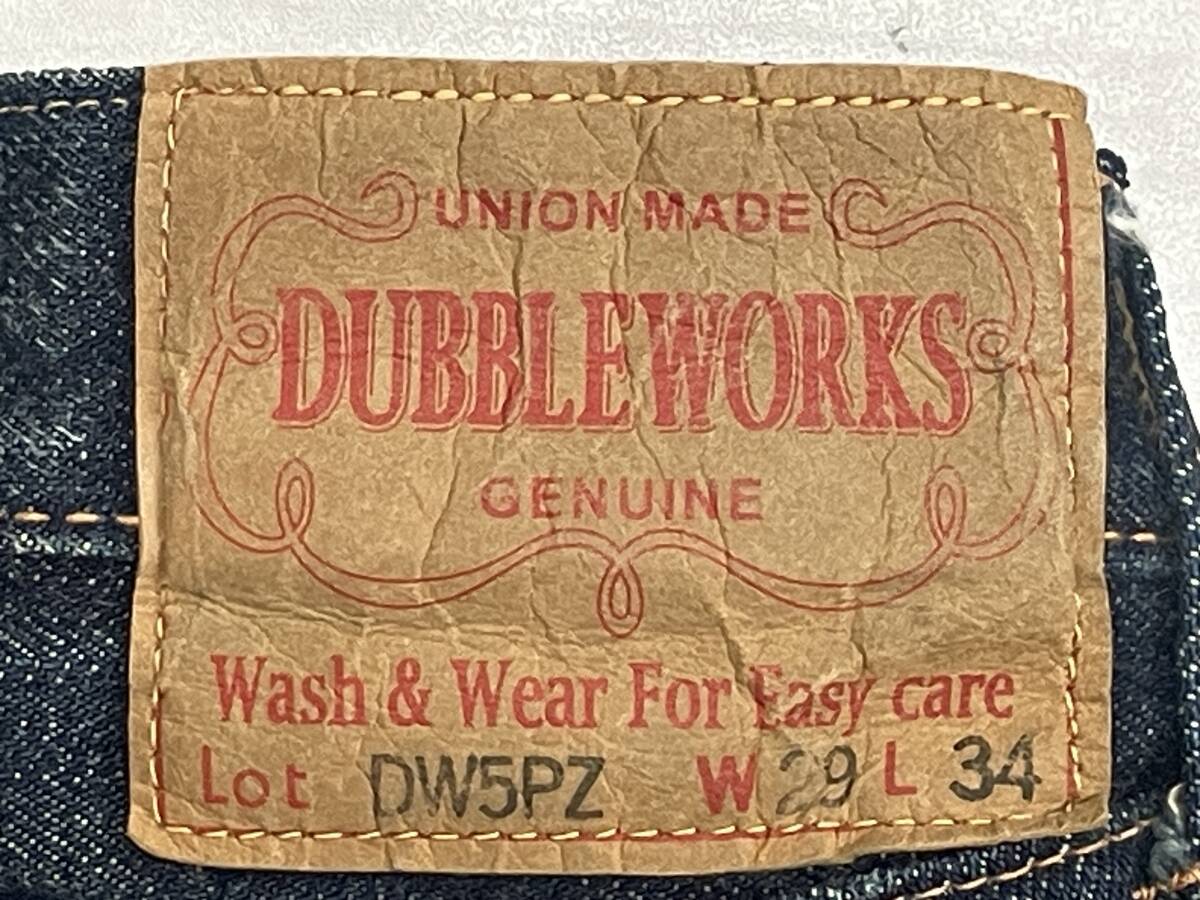 UNION MADE
DUBBLEWORKS
GENUINE
Wash & Wear For Easy care
Lot DW5PZ W 29 L 34